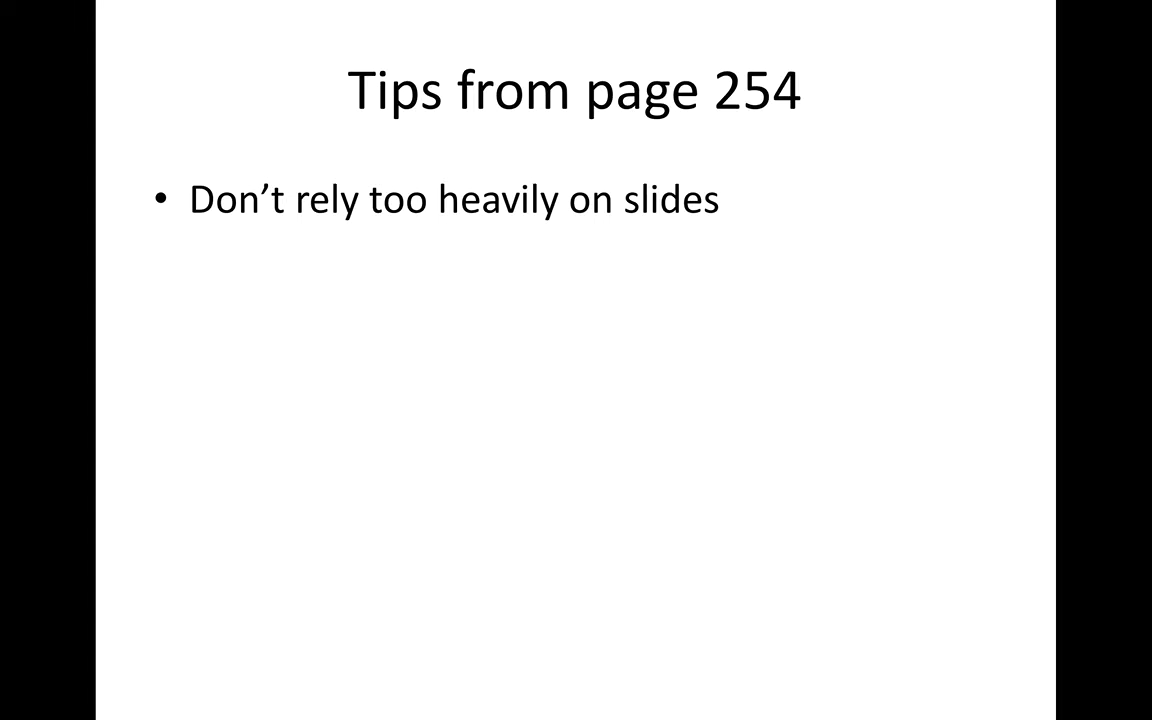 Tips from page 254
• Don’t rely too heavily on slides